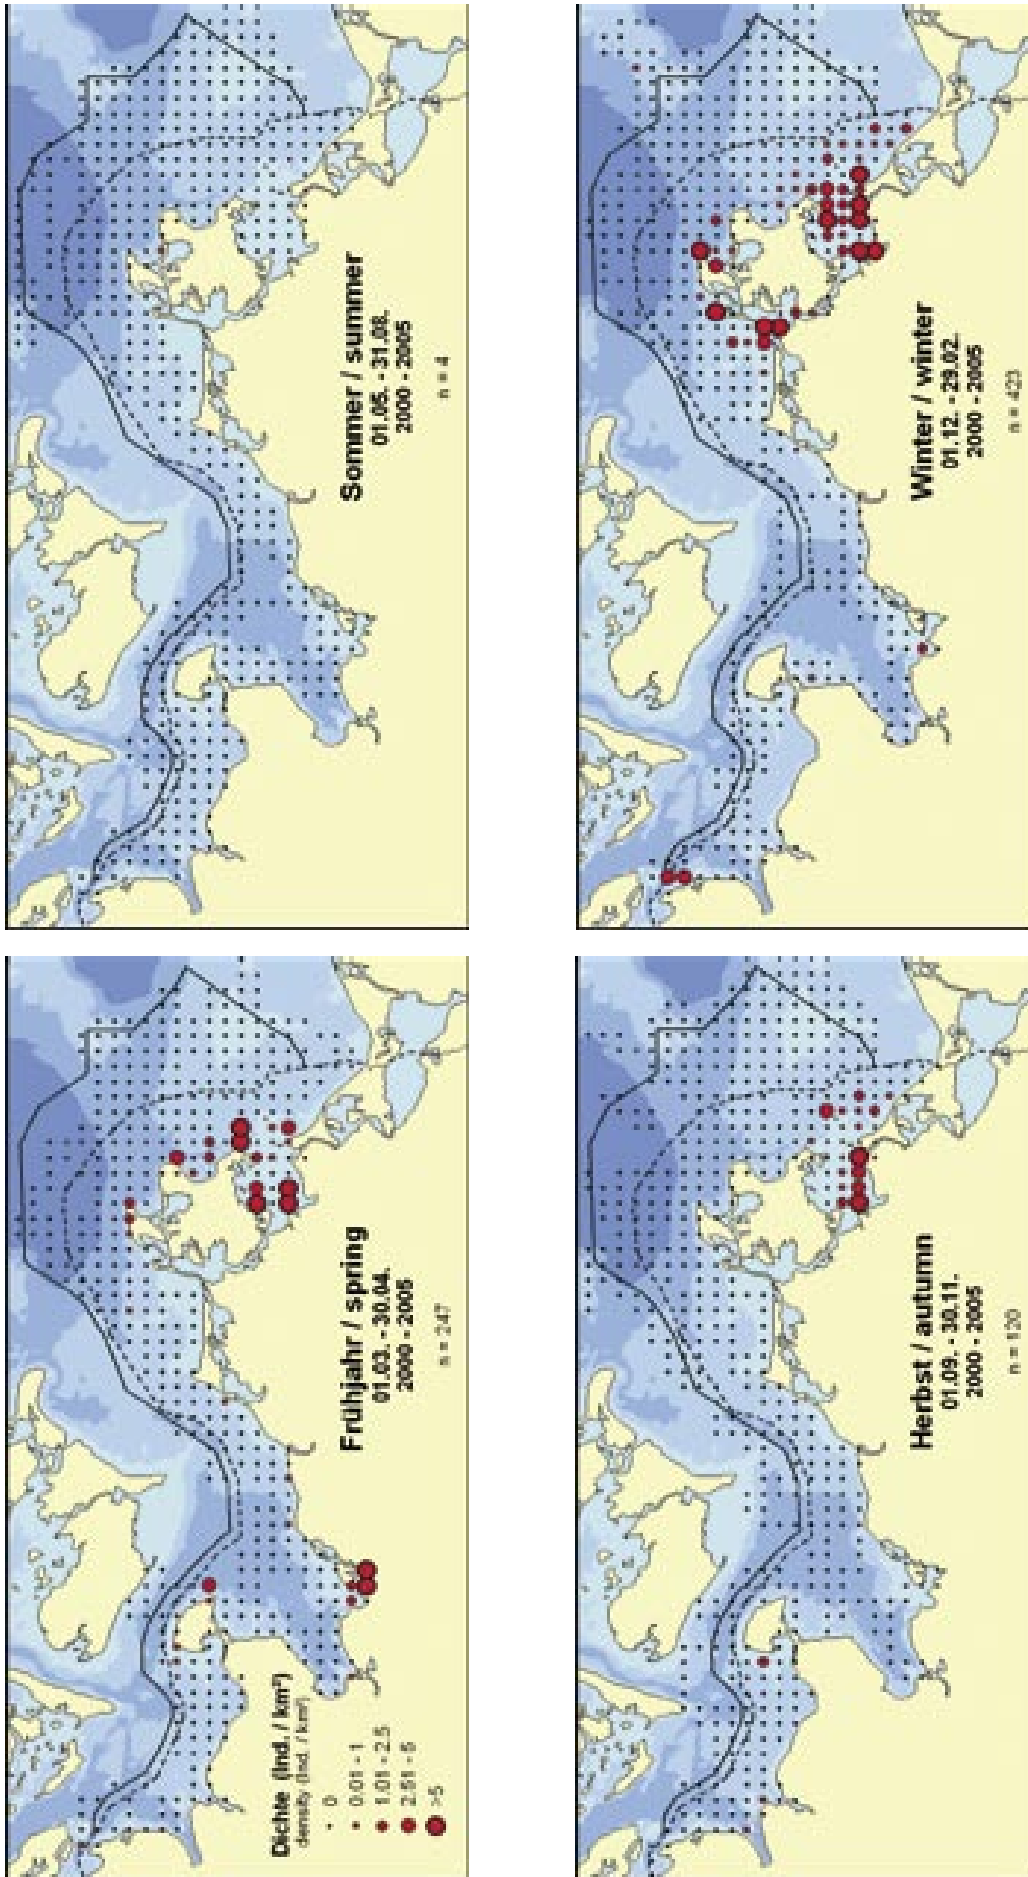 Frühjahr / spring
01.03. - 30.04.
2000 - 2005
n = 247
Dichte (Ind. / km²)
density (Ind. / km²)
0
0.01 - 1
1.01 - 2.5
2.51 - 5
>5
Sommer / summer
01.05. - 31.08.
2000 - 2005
n = 4
Herbst / autumn
01.09. - 30.11.
2000 - 2005
n = 120
Winter / winter
01.12. - 29.02.
2000 - 2005
n = 423